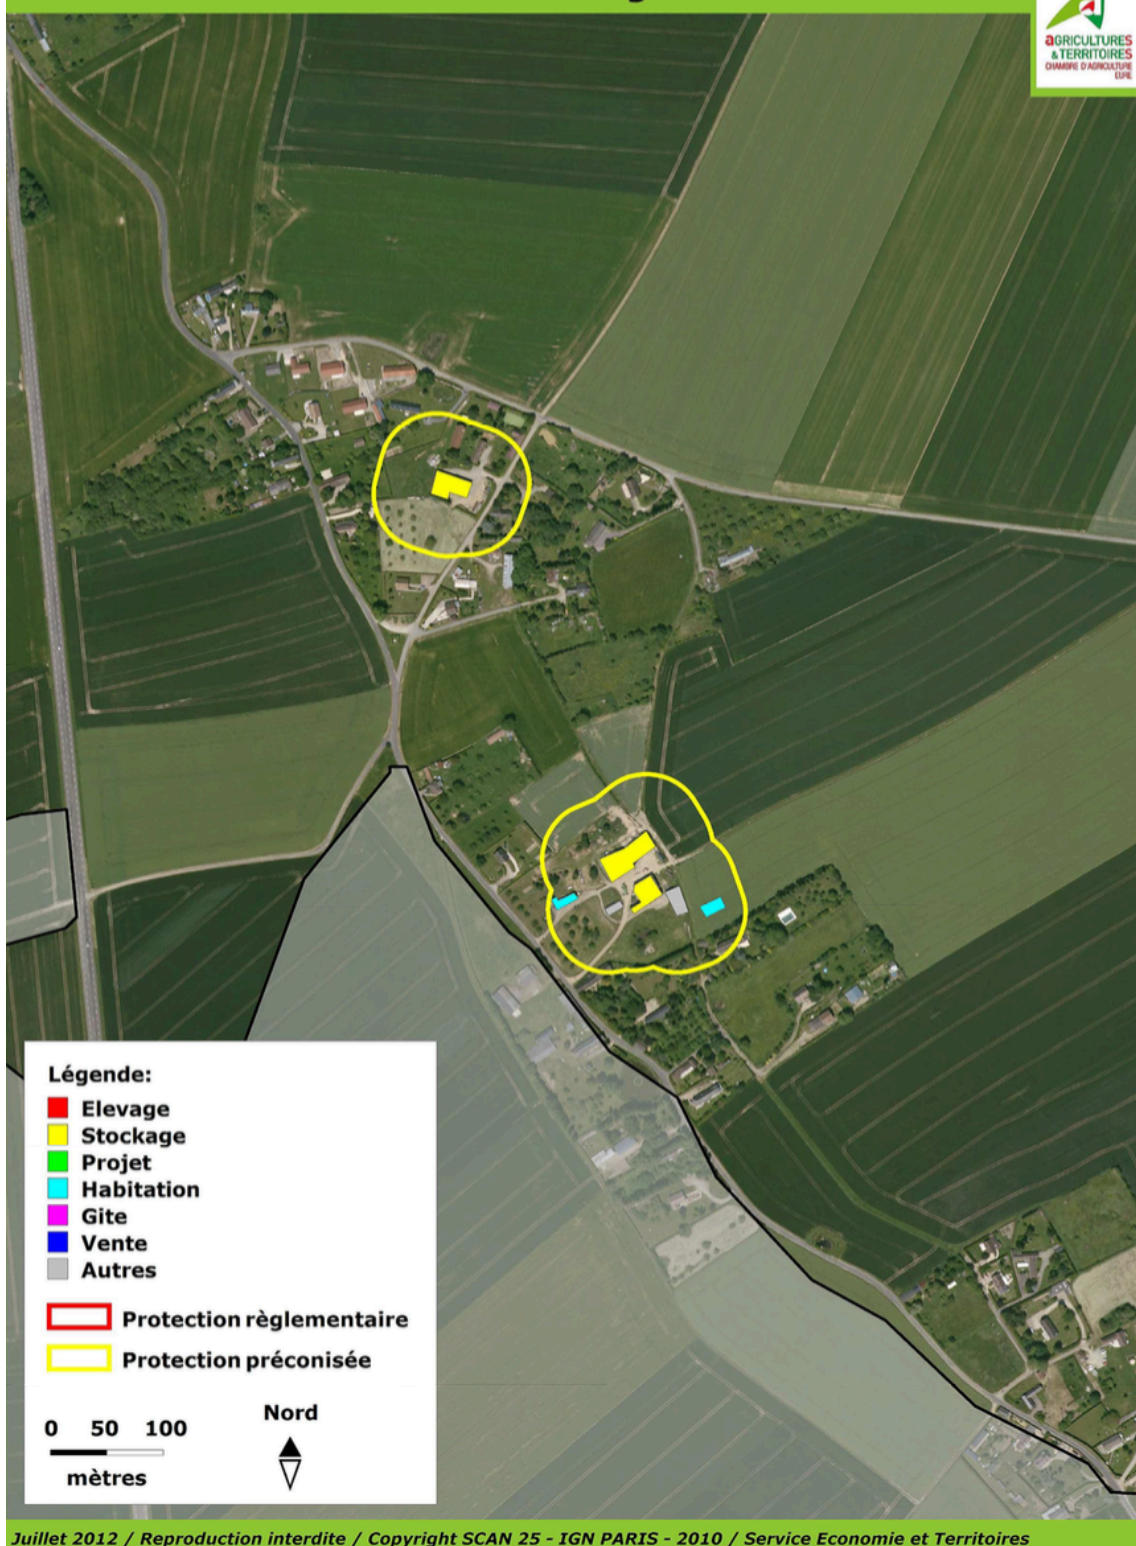 aGRICULTURES
& TERRITOIRES
CHAMBRE D'AGRICULTURE
EURE
Légende:
Elevage
Stockage
Projet
Habitation
Gite
Vente
Autres
Protection règlementaire
Protection préconisée
0 50 100
mètres
Nord
Juillet 2012 / Reproduction interdite / Copyright SCAN 25 - IGN PARIS - 2010 / Service Economie et Territoires